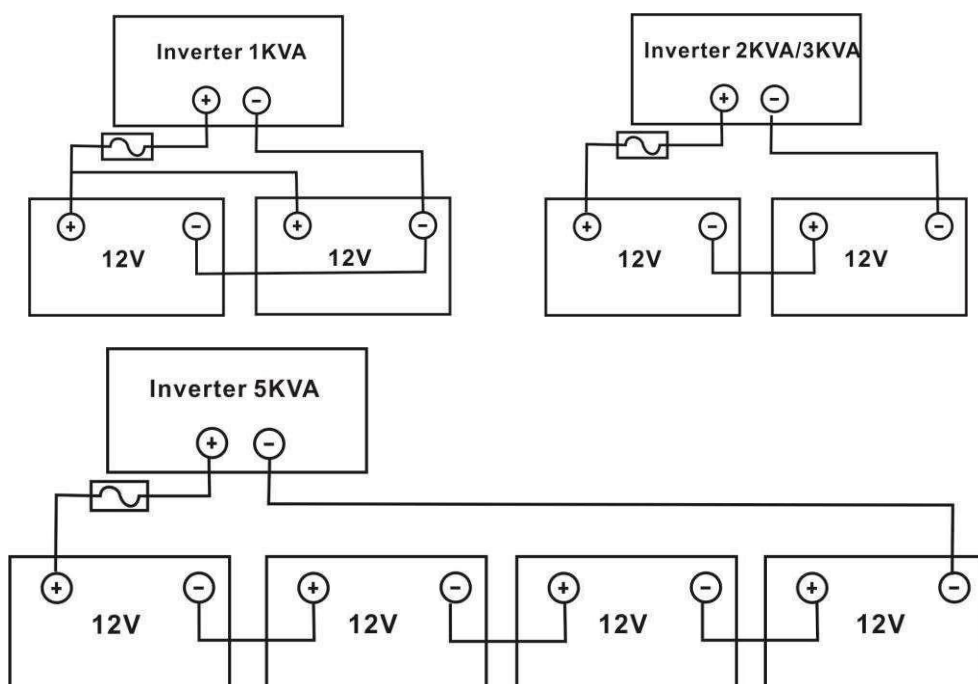 Inverter 1KVA
+ −
+ − + −
12V 12V
Inverter 2KVA/3KVA
+ −
+ − + −
12V 12V
Inverter 5KVA
+ −
+ − + − + − + −
12V 12V 12V 12V